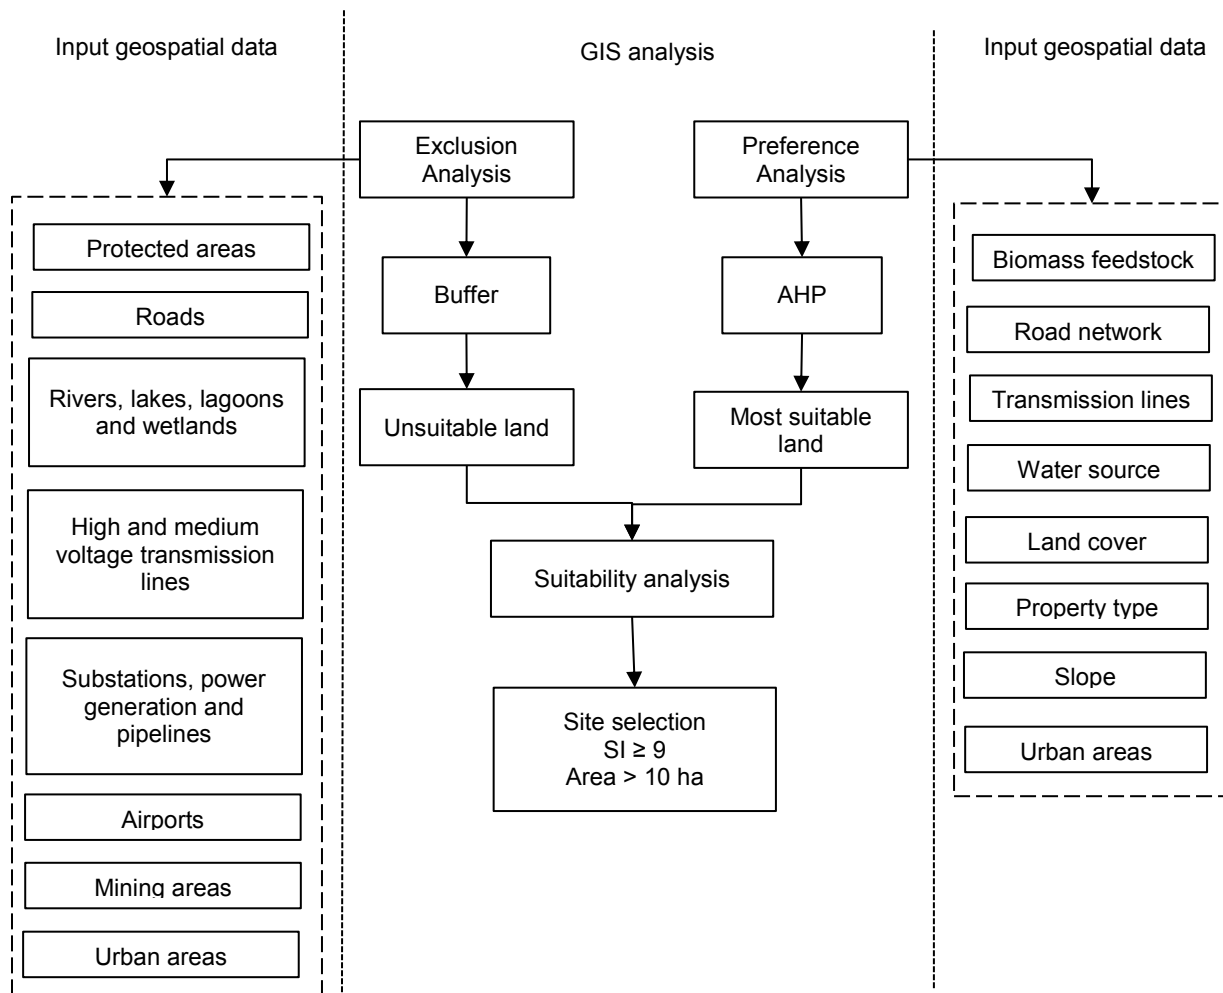 Input geospatial data
GIS analysis
Input geospatial data
Exclusion
Analysis
Preference
Analysis
Protected areas
Roads
Rivers, lakes, lagoons
and wetlands
High and medium
voltage transmission
lines
Substations, power
generation and
pipelines
Airports
Mining areas
Urban areas
Buffer
Unsuitable land
AHP
Most suitable
land
Suitability analysis
Site selection
SI ≥ 9
Area > 10 ha
Biomass feedstock
Road network
Transmission lines
Water source
Land cover
Property type
Slope
Urban areas